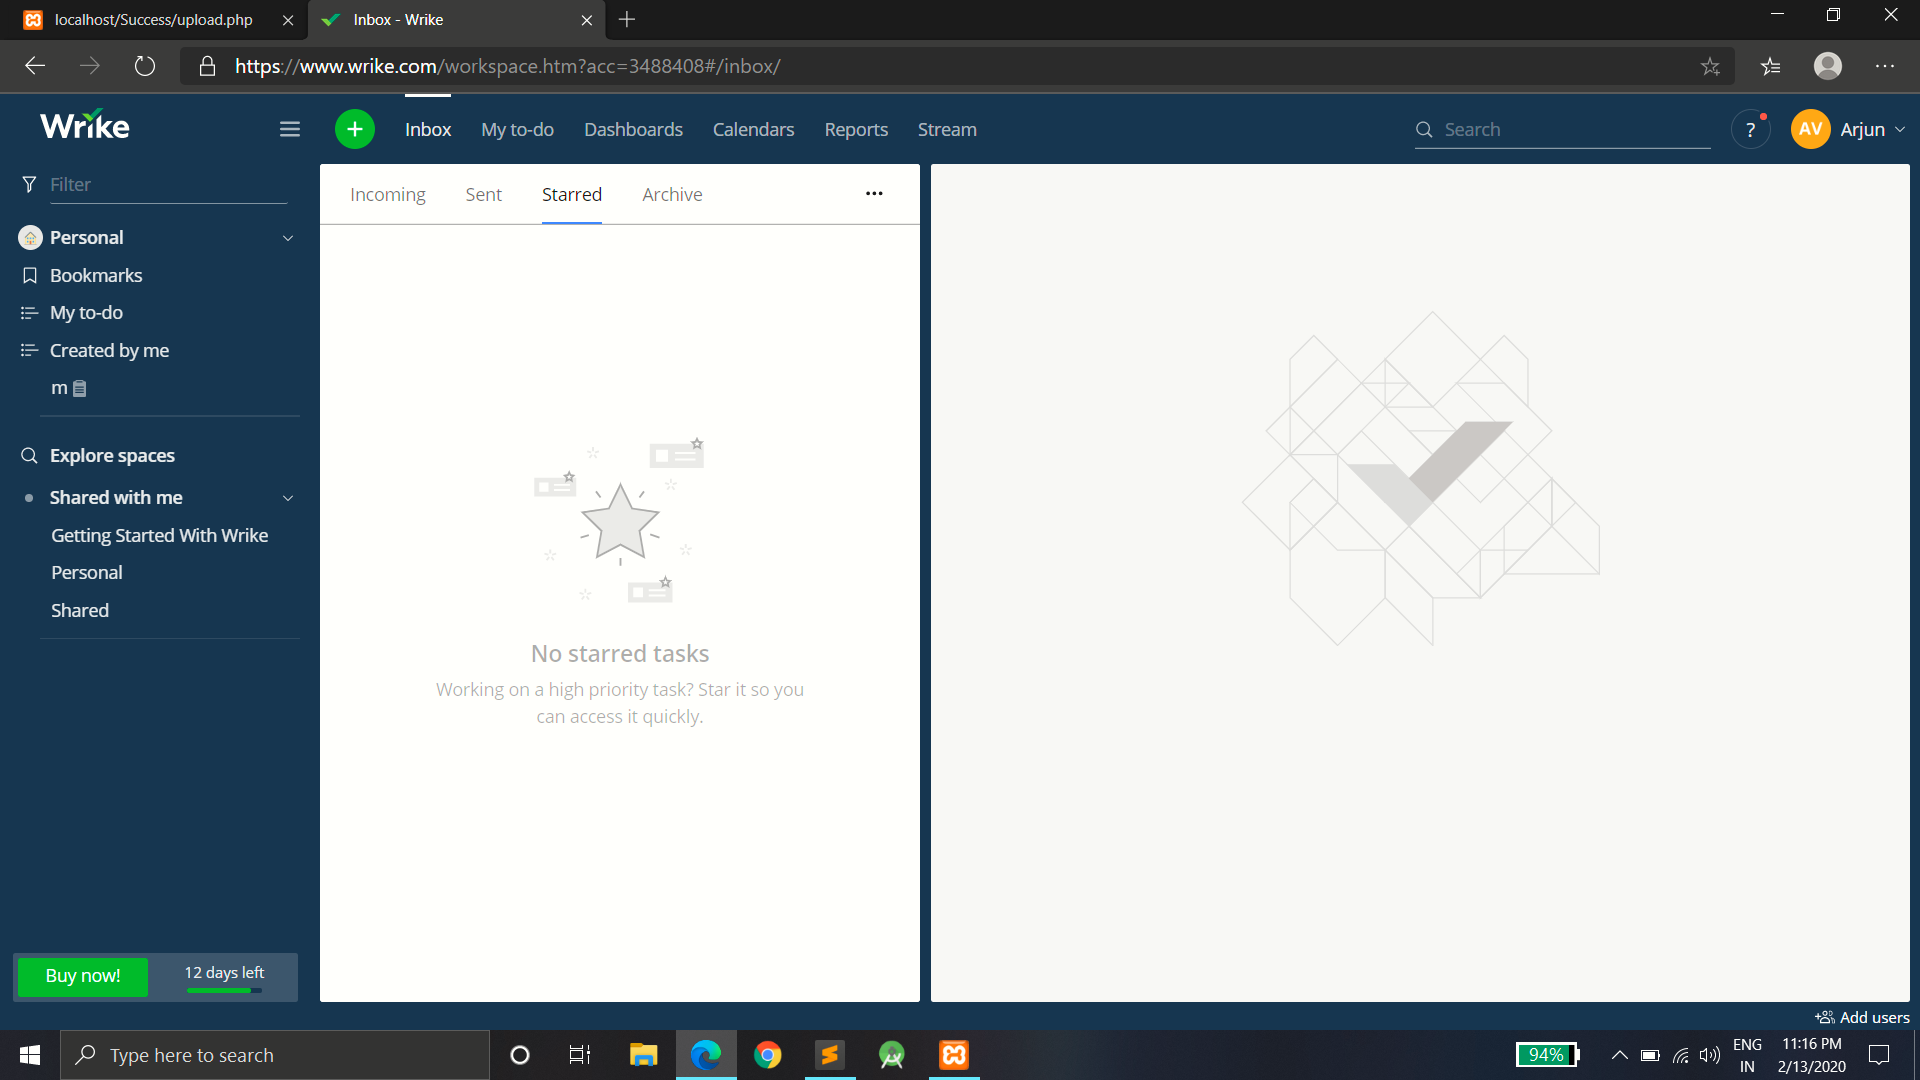 localhost/Success/upload.php
Inbox - Wrike
https://www.wrike.com/workspace.htm?acc=3488408#/inbox/
Wrike
Inbox
My to-do
Dashboards
Calendars
Reports
Stream
Search
?
AV
Arjun
Filter
Incoming
Sent
Starred
Archive
Personal
Bookmarks
My to-do
Created by me
m
Explore spaces
Shared with me
Getting Started With Wrike
Personal
Shared
No starred tasks
Working on a high priority task? Star it so you
can access it quickly.
Buy now!
12 days left
Add users
Type here to search
94%
ENG
IN
11:16 PM
2/13/2020